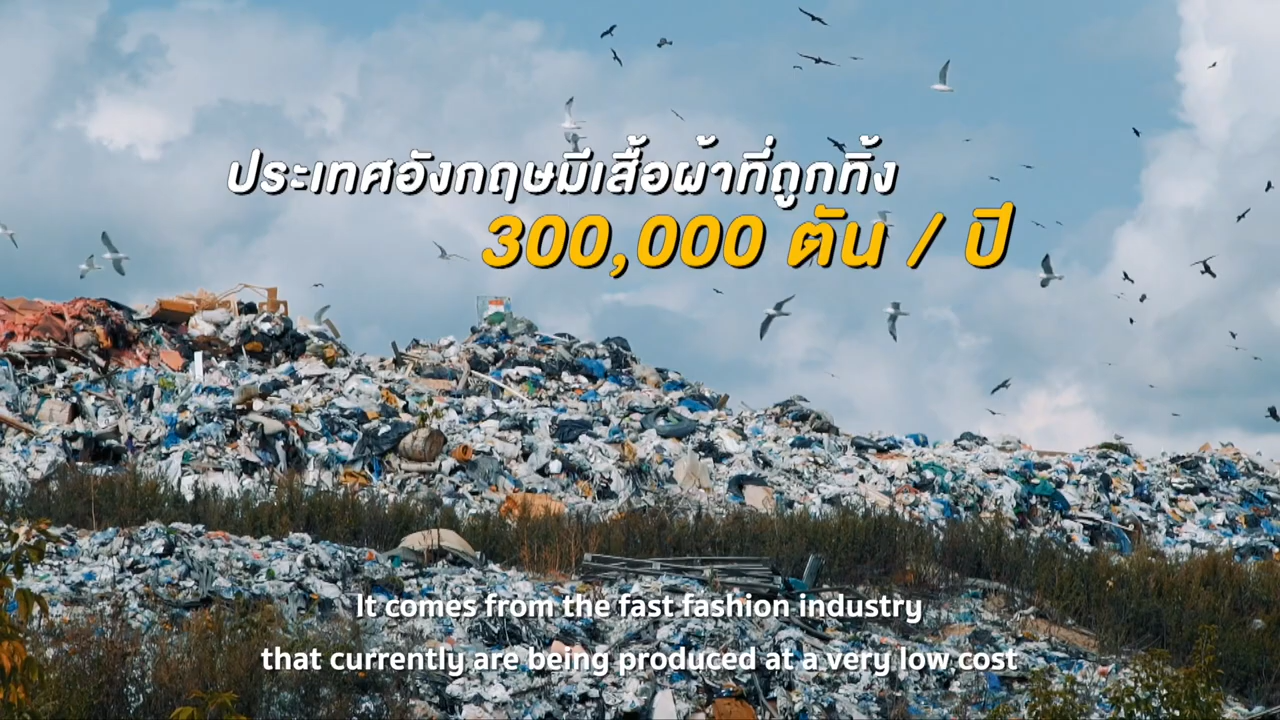 ประเทศอังกฤษมีเสื้อผ้าที่ถูกทิ้ง
300,000 ตัน / ปี
It comes from the fast fashion industry
that currently are being produced at a very low cost